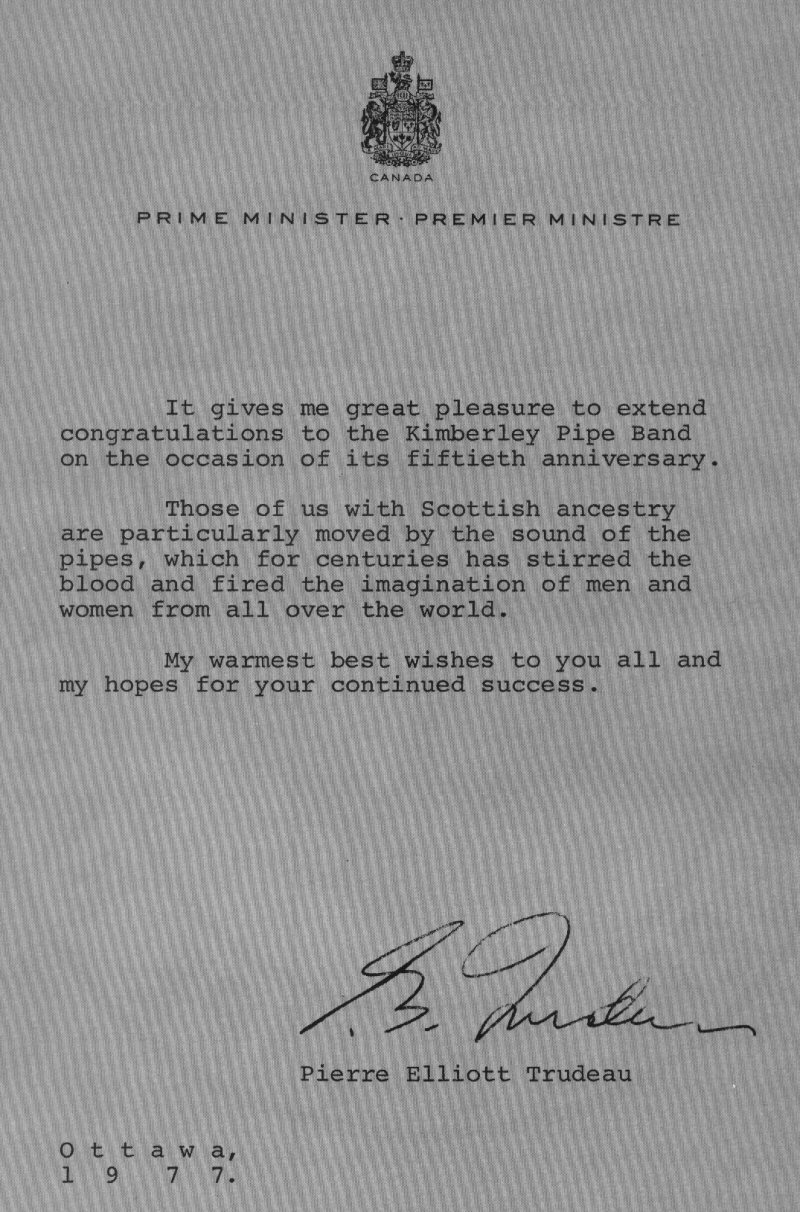 CANADA
PRIME MINISTER · PREMIER MINISTRE
It gives me great pleasure to extend
congratulations to the Kimberley Pipe Band
on the occasion of its fiftieth anniversary.
Those of us with Scottish ancestry
are particularly moved by the sound of the
pipes, which for centuries has stirred the
blood and fired the imagination of men and
women from all over the world.
My warmest best wishes to you all and
my hopes for your continued success.
Pierre Elliott Trudeau
Ottawa,
1977.